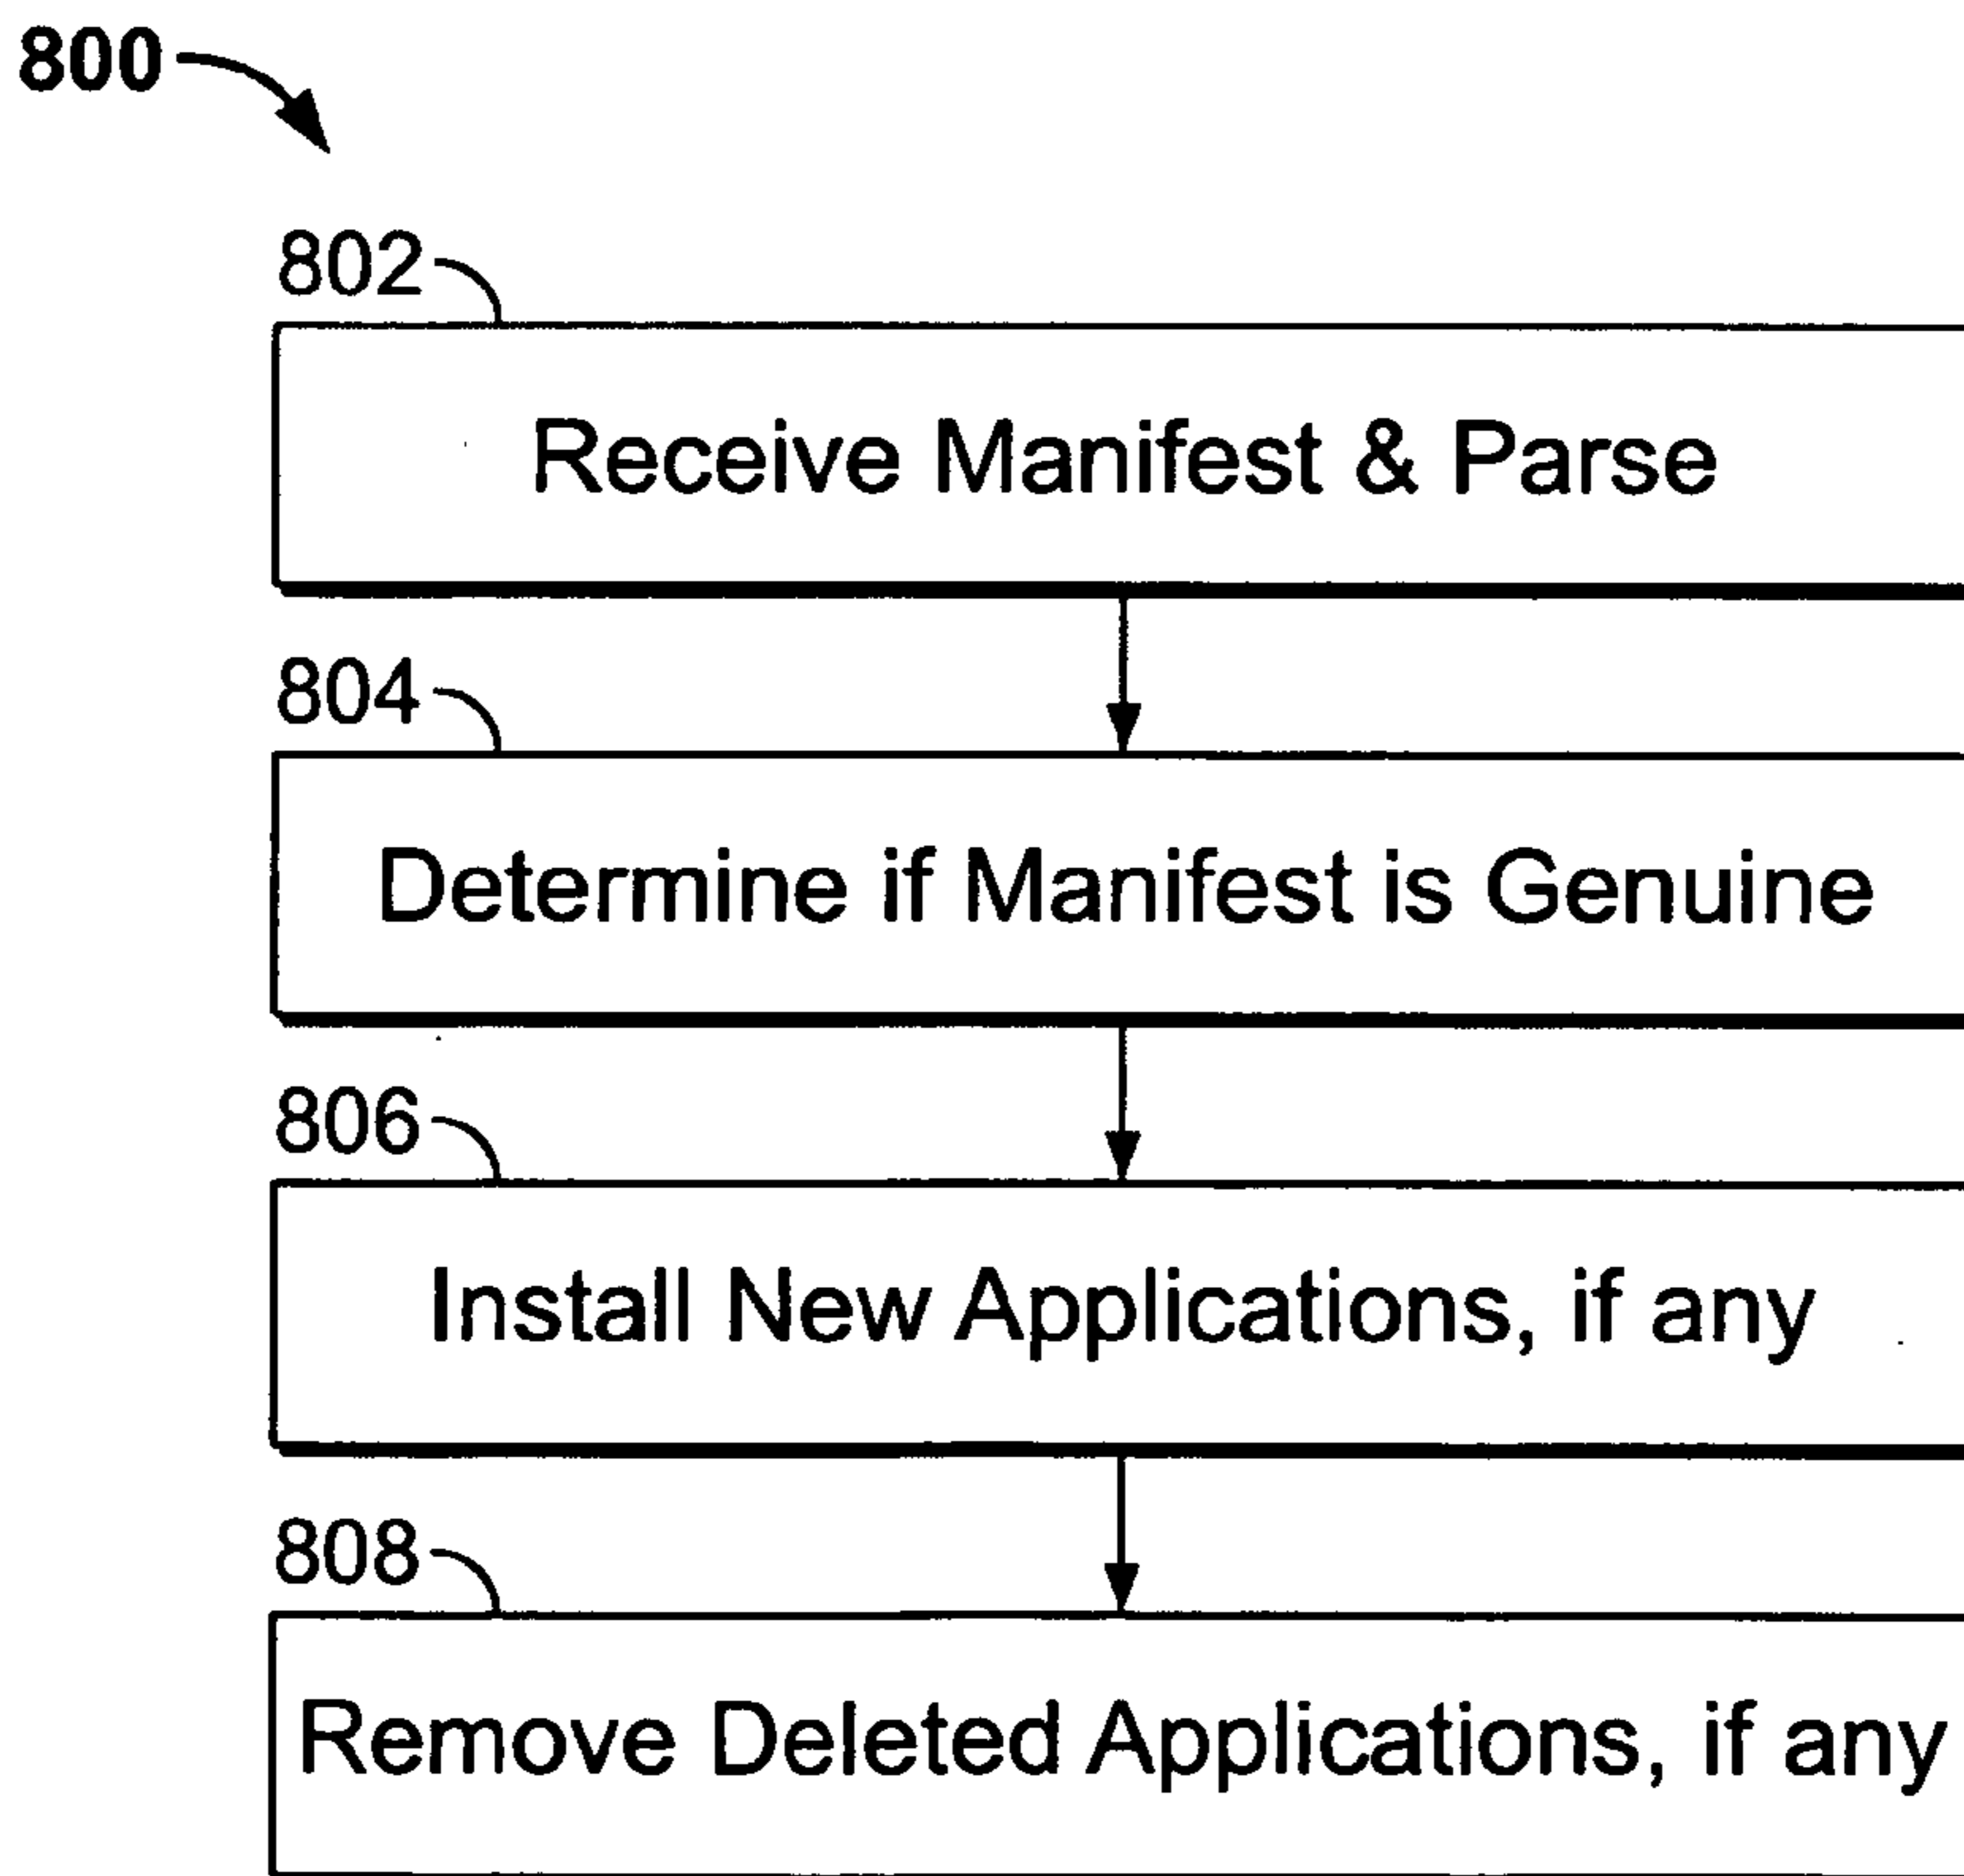 800
802
Receive Manifest & Parse
804
Determine if Manifest is Genuine
806
Install New Applications, if any
808
Remove Deleted Applications, if any